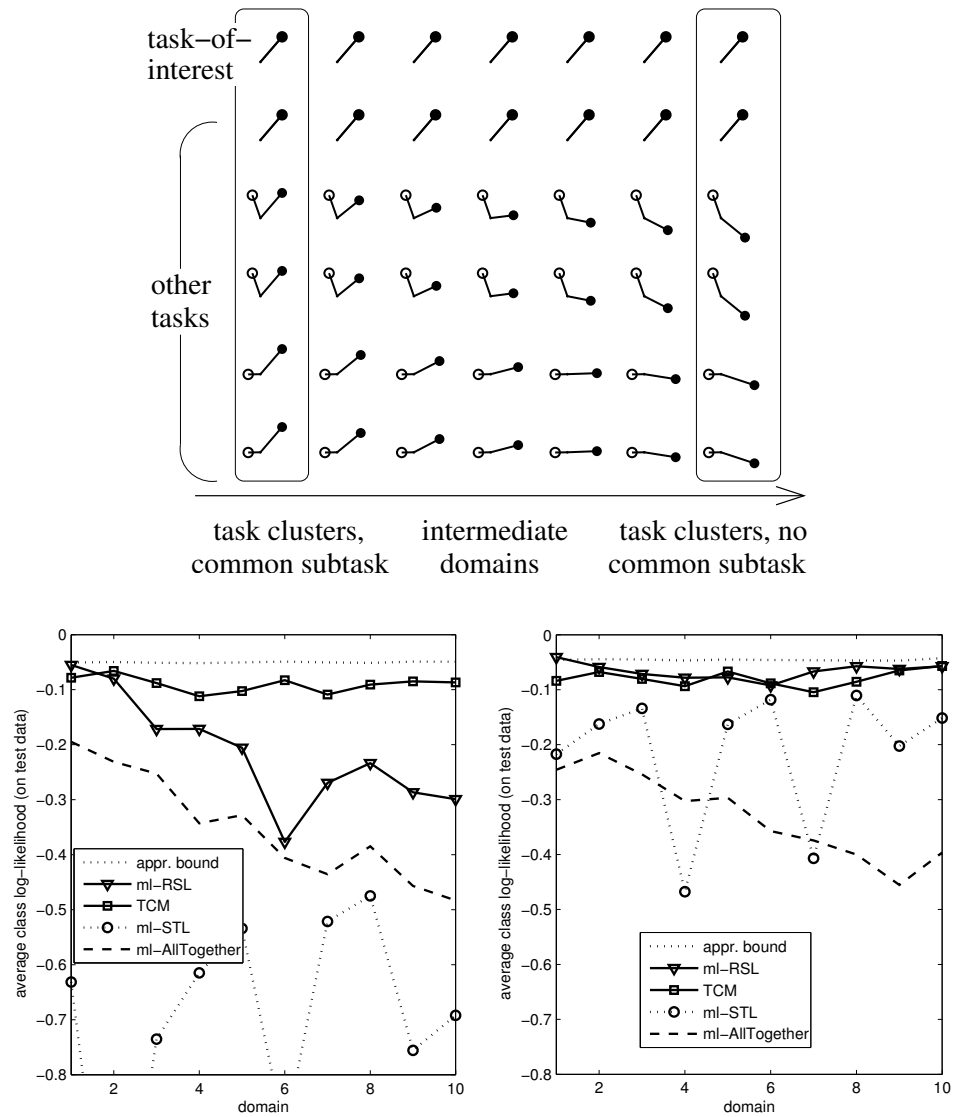 task−of−
interest
other
tasks
task clusters,
common subtask
intermediate
domains
task clusters, no
common subtask
average class log−likelihood (on test data)
0
−0.1
−0.2
−0.3
−0.4
−0.5
−0.6
−0.7
−0.8
appr. bound
ml−RSL
TCM
ml−STL
ml−AllTogether
2
4
6
8
10
domain
average class log−likelihood (on test data)
0
−0.1
−0.2
−0.3
−0.4
−0.5
−0.6
−0.7
−0.8
appr. bound
ml−RSL
TCM
ml−STL
ml−AllTogether
2
4
6
8
10
domain